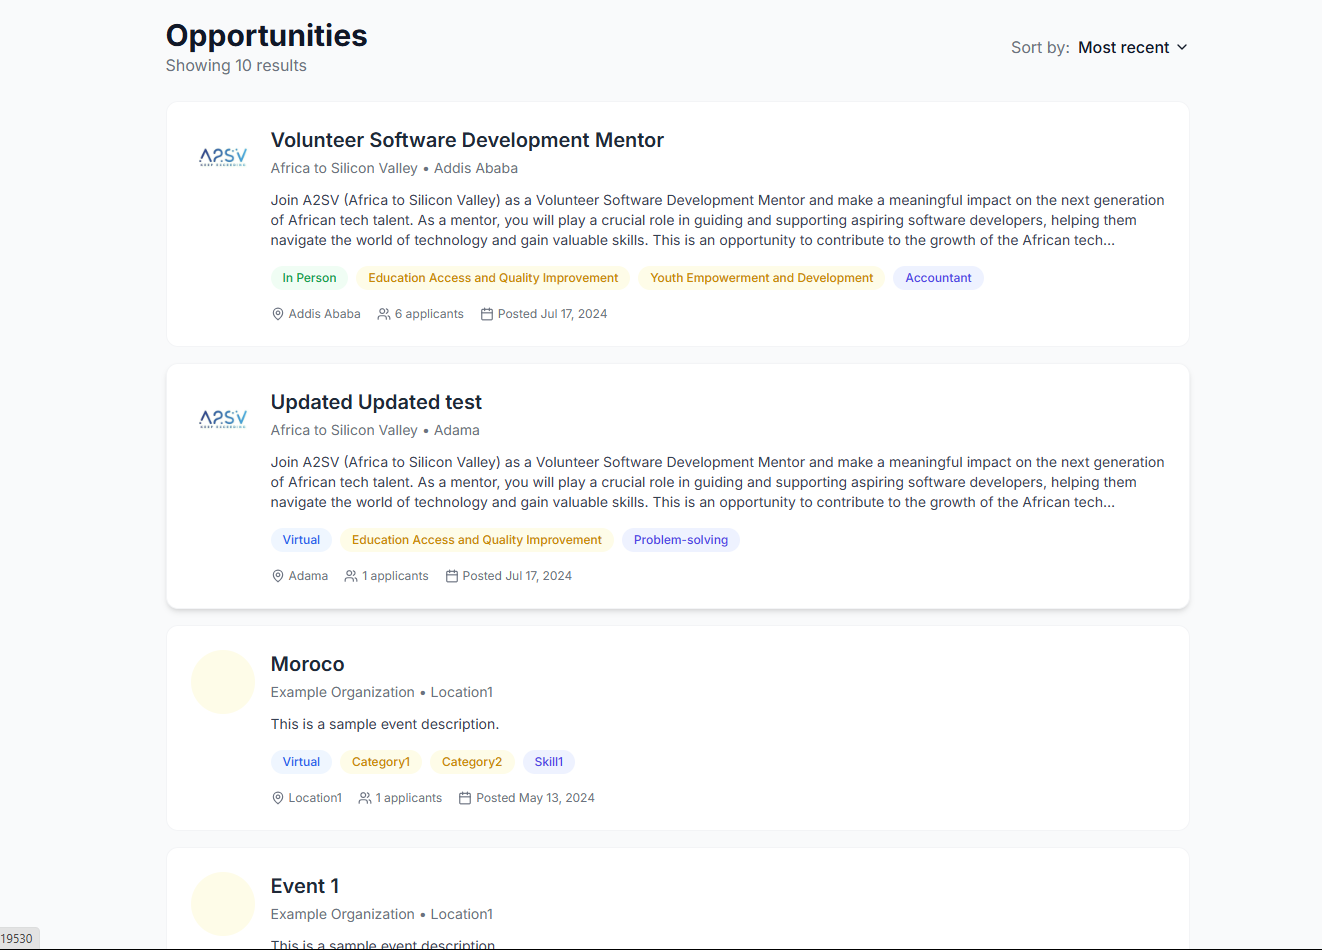 Opportunities
Showing 10 results
Sort by: Most recent
A2SV
Volunteer Software Development Mentor
Africa to Silicon Valley • Addis Ababa
Join A2SV (Africa to Silicon Valley) as a Volunteer Software Development Mentor and make a meaningful impact on the next generation
of African tech talent. As a mentor, you will play a crucial role in guiding and supporting aspiring software developers, helping them
navigate the world of technology and gain valuable skills. This is an opportunity to contribute to the growth of the African tech...
In Person Education Access and Quality Improvement Youth Empowerment and Development Accountant
Addis Ababa 6 applicants Posted Jul 17, 2024
A2SV
Updated Updated test
Africa to Silicon Valley • Adama
Join A2SV (Africa to Silicon Valley) as a Volunteer Software Development Mentor and make a meaningful impact on the next generation
of African tech talent. As a mentor, you will play a crucial role in guiding and supporting aspiring software developers, helping them
navigate the world of technology and gain valuable skills. This is an opportunity to contribute to the growth of the African tech...
Virtual Education Access and Quality Improvement Problem-solving
Adama 1 applicants Posted Jul 17, 2024
Moroco
Example Organization • Location1
This is a sample event description.
Virtual Category1 Category2 Skill1
Location1 1 applicants Posted May 13, 2024
Event 1
Example Organization • Location1
This is a sample event description.
19530